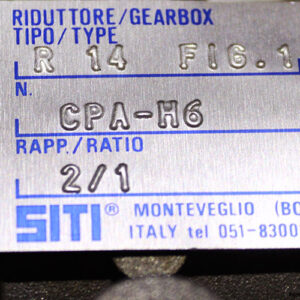 RIDUTTORE/GEARBOX
TIPO/TYPE
R 14 FIG.1
N.
CPA-H6
RAPP./RATIO
2/1
SITI® MONTEVEGLIO (BO
ITALY tel 051-8300